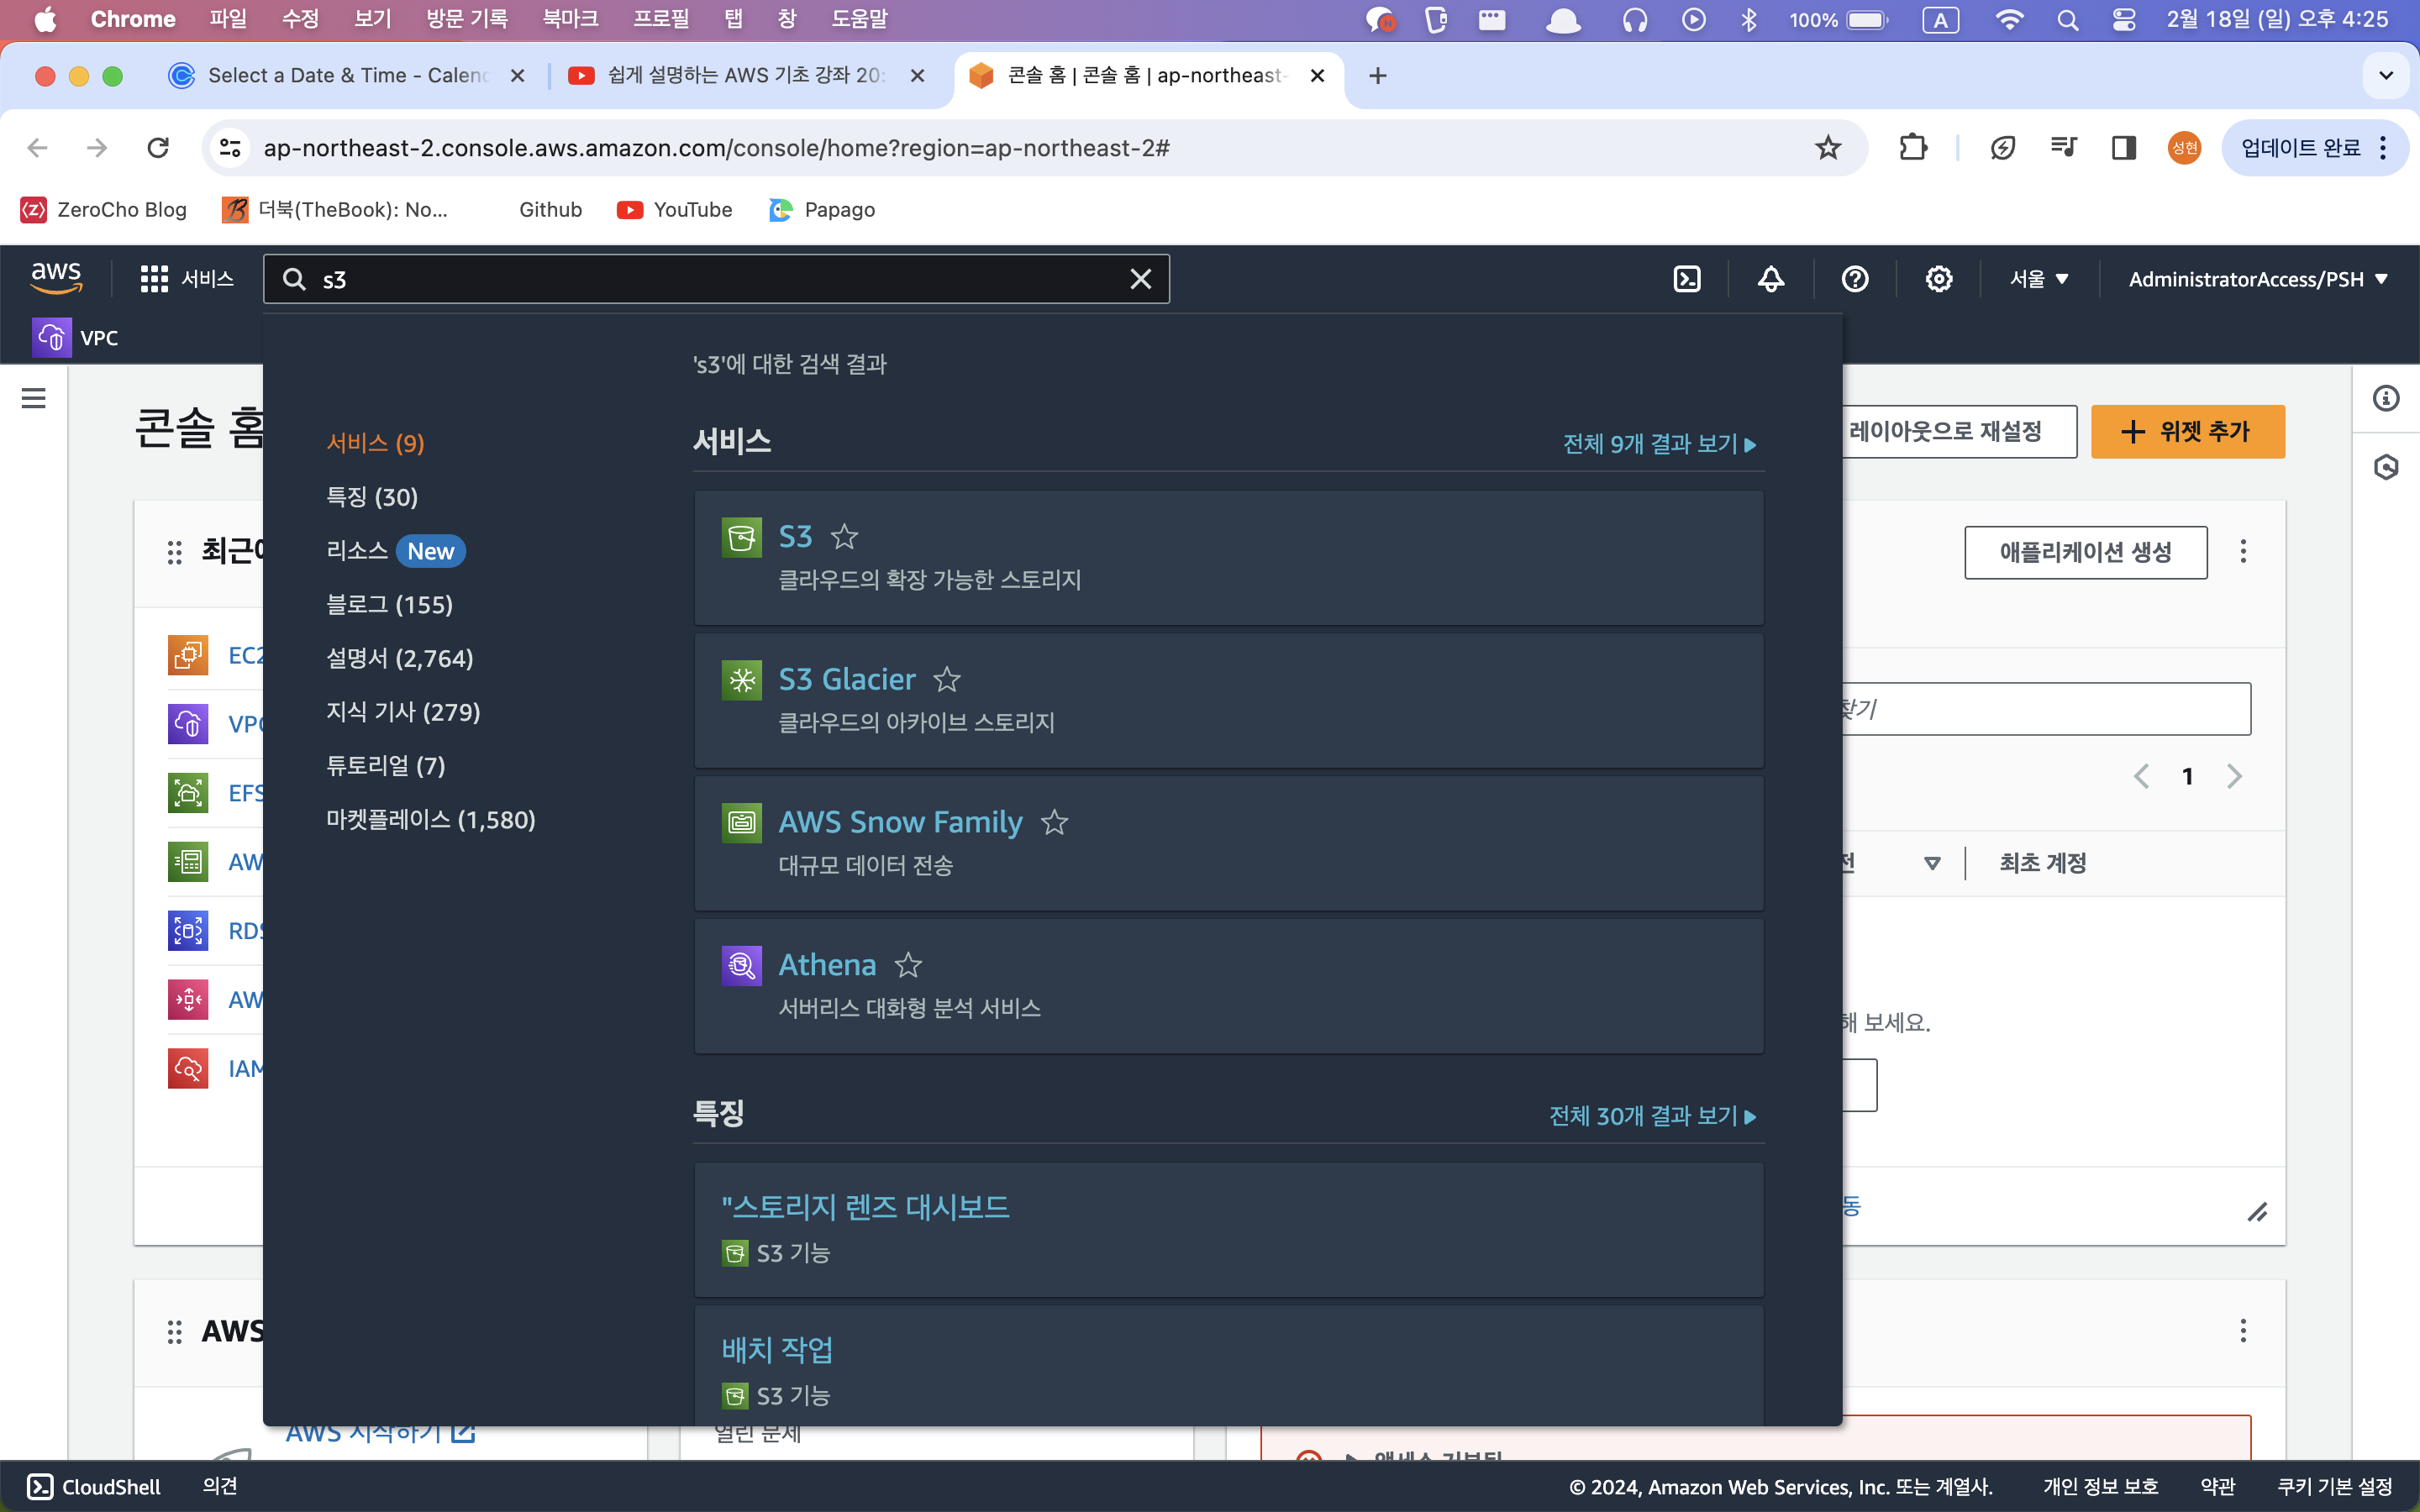 Chrome 파일 수정 보기 방문 기록 북마크 프로필 탭 창 도움말 100% A 2월 18일 (일) 오후 4:25
Select a Date & Time - Calenc
쉽게 설명하는 AWS 기초 강좌 20:
콘솔 홈 | 콘솔 홈 | ap-northeast-
ap-northeast-2.console.aws.amazon.com/console/home?region=ap-northeast-2#
성현
업데이트 완료
ZeroCho Blog
더북(TheBook): No...
Github
YouTube
Papago
aws
서비스
s3
서울
AdministratorAccess/PSH
VPC
콘솔 홈
레이아웃으로 재설정
위젯 추가
's3'에 대한 검색 결과
서비스 (9)
특징 (30)
리소스 New
블로그 (155)
설명서 (2,764)
지식 기사 (279)
튜토리얼 (7)
마켓플레이스 (1,580)
서비스
전체 9개 결과 보기
S3
클라우드의 확장 가능한 스토리지
S3 Glacier
클라우드의 아카이브 스토리지
AWS Snow Family
대규모 데이터 전송
Athena
서버리스 대화형 분석 서비스
특징
전체 30개 결과 보기
"스토리지 렌즈 대시보드
S3 기능
배치 작업
S3 기능
최근에
EC2
VPC
EFS
AW
RDS
AW
IAM
애플리케이션 생성
찾기
1
전
최초 계정
해 보세요.
동
AWS
AWS 시작하기
열린 문제
CloudShell
의견
© 2024, Amazon Web Services, Inc. 또는 계열사.
개인 정보 보호
약관
쿠키 기본 설정